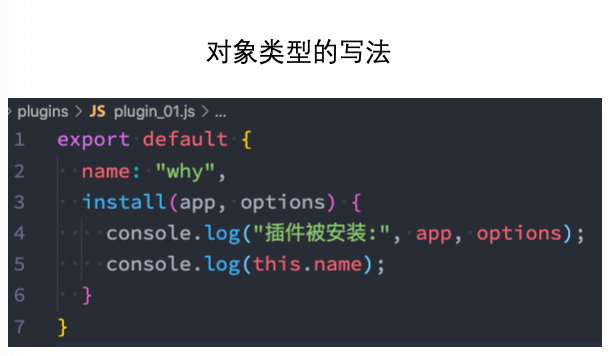 对象类型的写法
plugins > JS plugin_01.js > ...
1 export default {
2 name: "why",
3 install(app, options) {
4 console.log("插件被安装:", app, options);
5 console.log(this.name);
6 }
7 }